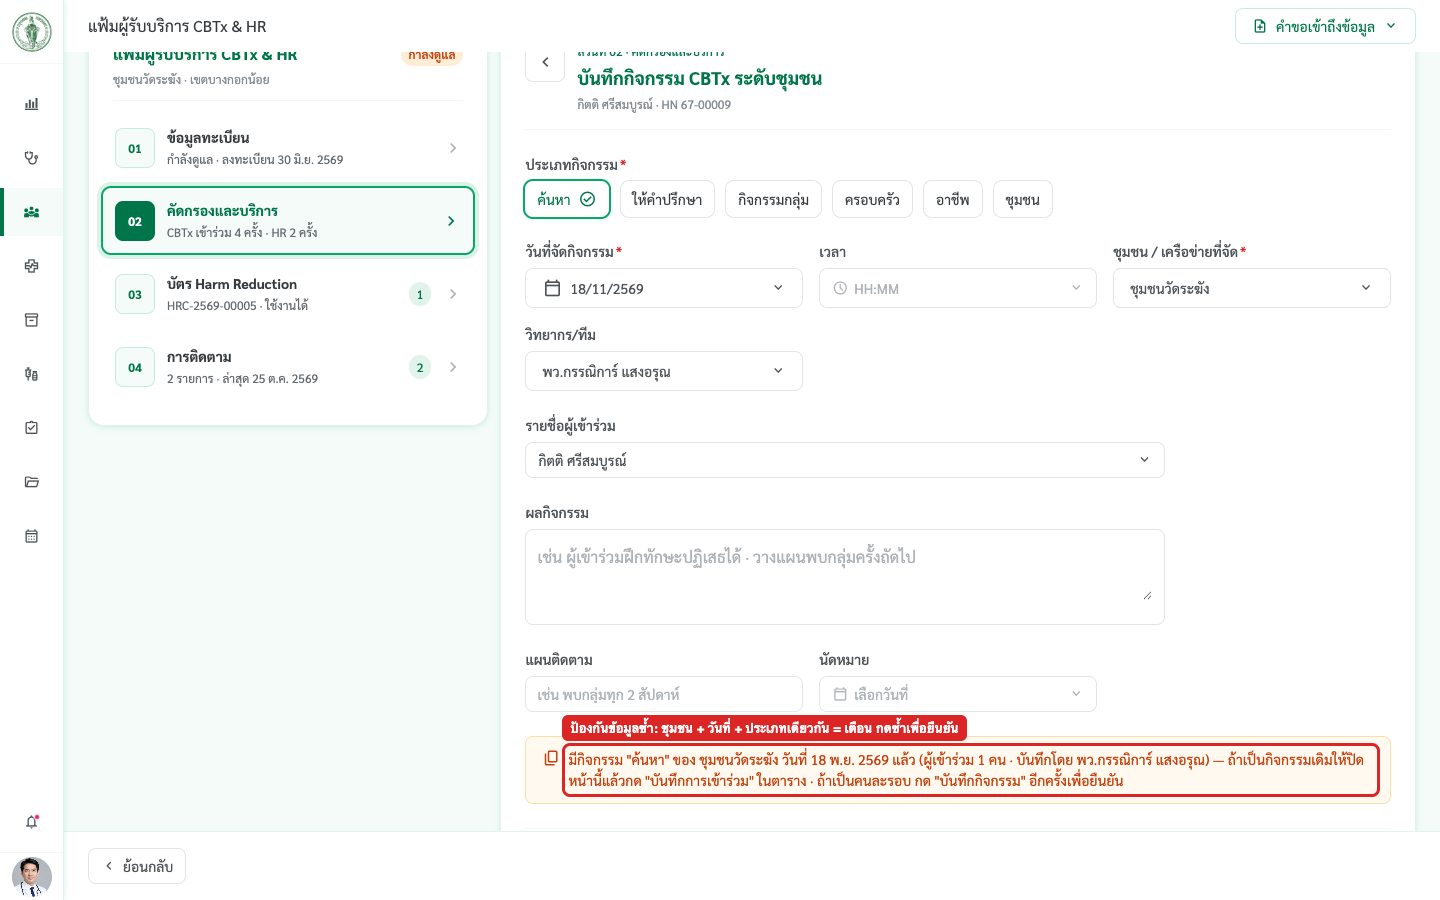 แฟ้มผู้รับบริการ CBTx & HR
คำขอเข้าถึงข้อมูล
แฟ้มผู้รับบริการ CBTx & HR
กำลังดูแล
ชุมชนวัดระฆัง · เขตบางกอกน้อย
01
ข้อมูลทะเบียน
กำลังดูแล · ลงทะเบียน 30 มิ.ย. 2569
02
คัดกรองและบริการ
CBTx เข้าร่วม 4 ครั้ง · HR 2 ครั้ง
03
บัตร Harm Reduction
HRC-2569-00005 · ใช้งานได้
1
04
การติดตาม
2 รายการ · ล่าสุด 25 ต.ค. 2569
2
ส่วนที่ 02 · คัดกรองและบริการ
บันทึกกิจกรรม CBTx ระดับชุมชน
กิตติ ศรีสมบูรณ์ · HN 67-00009
ประเภทกิจกรรม*
ค้นหา
ให้คำปรึกษา
กิจกรรมกลุ่ม
ครอบครัว
อาชีพ
ชุมชน
วันที่จัดกิจกรรม*
เวลา
ชุมชน / เครือข่ายที่จัด*
18/11/2569
HH:MM
ชุมชนวัดระฆัง
วิทยากร/ทีม
พว.กรรณิการ์ แสงอรุณ
รายชื่อผู้เข้าร่วม
กิตติ ศรีสมบูรณ์
ผลกิจกรรม
เช่น ผู้เข้าร่วมฝึกทักษะปฏิเสธได้ · วางแผนพบกลุ่มครั้งถัดไป
แผนติดตาม
นัดหมาย
เช่น พบกลุ่มทุก 2 สัปดาห์
เลือกวันที่
ป้องกันข้อมูลซ้ำ: ชุมชน + วันที่ + ประเภทเดียวกัน = เตือน กดซ้ำเพื่อยืนยัน
มีกิจกรรม "ค้นหา" ของ ชุมชนวัดระฆัง วันที่ 18 พ.ย. 2569 แล้ว (ผู้เข้าร่วม 1 คน · บันทึกโดย พว.กรรณิการ์ แสงอรุณ) — ถ้าเป็นกิจกรรมเดิมให้ปิด
หน้านี้แล้วกด "บันทึกการเข้าร่วม" ในตาราง · ถ้าเป็นคนละรอบ กด "บันทึกกิจกรรม" อีกครั้งเพื่อยืนยัน
ย้อนกลับ